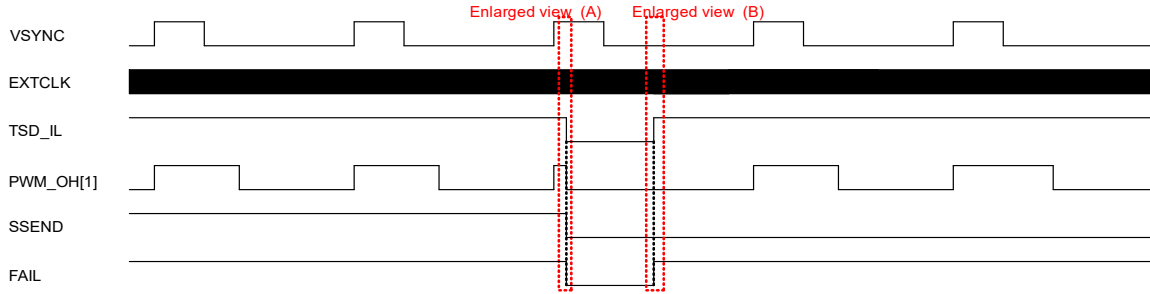 Enlarged view (A) Enlarged view (B)
VSYNC
EXTCLK
TSD_IL
PWM_OH[1]
SSEND
FAIL